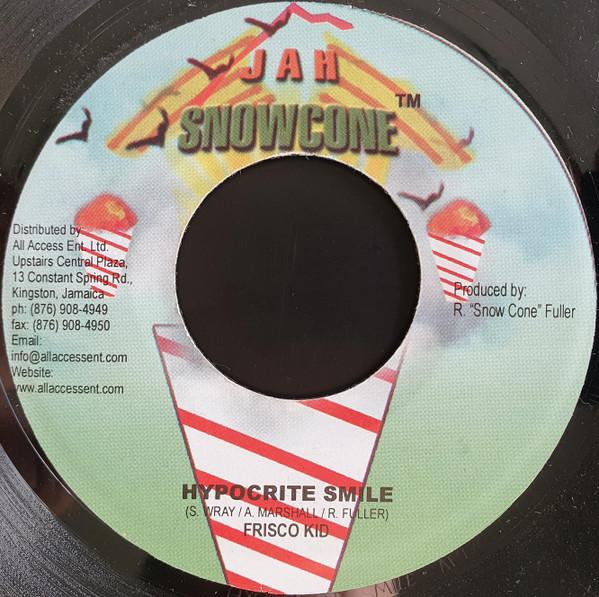 JAH
SNOWCONE™
Distributed by
All Access Ent. Ltd.
Upstairs Central Plaza,
13 Constant Spring Rd.,
Kingston, Jamaica
ph: (876) 908-4949
fax: (876) 908-4950
Email:
info@allaccessent.com
Website:
www.allaccessent.com
Produced by:
R. “Snow Cone” Fuller
HYPOCRITE SMILE
(S. WRAY / A. MARSHALL / R. FULLER)
FRISCO KID